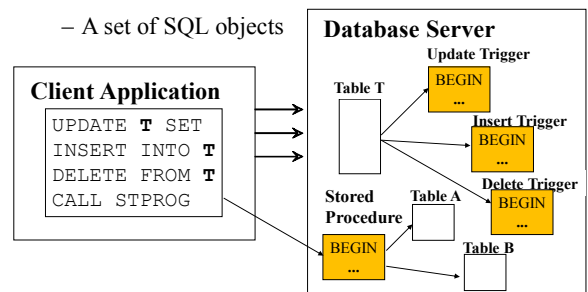 – A set of SQL objects
Database Server
Update Trigger
BEGIN
...
Table T
Client Application
UPDATE T SET
INSERT INTO T
DELETE FROM T
CALL STPROG
Insert Trigger
BEGIN
...
Delete Trigger
BEGIN
...
Stored
Procedure
BEGIN
...
Table A
Table B